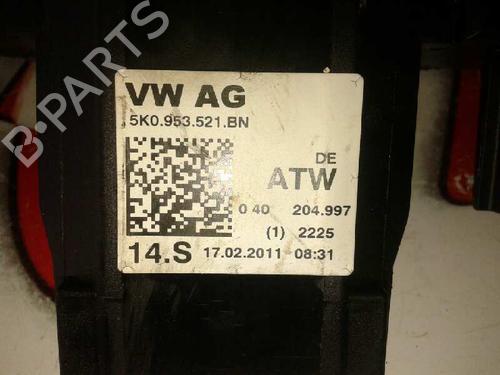 VW AG
5K0.953.521.BN
DE
ATW
0 40 204.997
(1) 2225
14.S 17.02.2011 08:31
B-PARTS